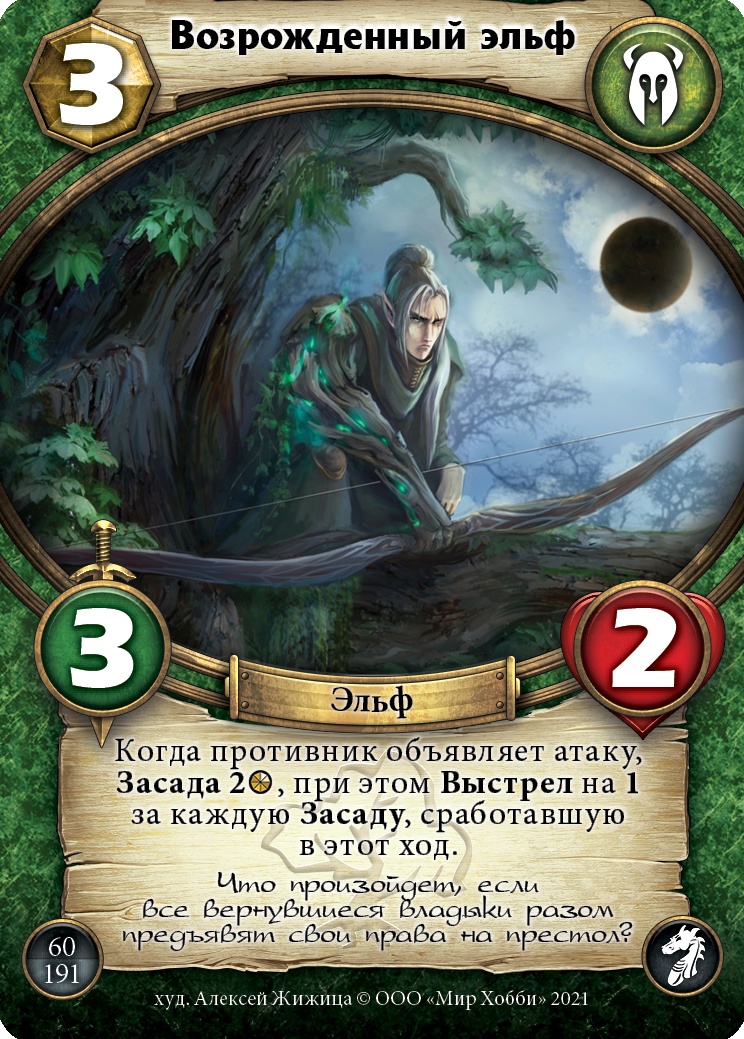 Возрожденный эльф
3
3
2
Эльф
Когда противник объявляет атаку,
Засада 2, при этом Выстрел на 1
за каждую Засаду, сработавшую
в этот ход.
Что произойдет, если
все вернувшиеся владыки разом
предъявят свои права на престол?
60
191
худ. Алексей Жижица © ООО «Мир Хобби» 2021